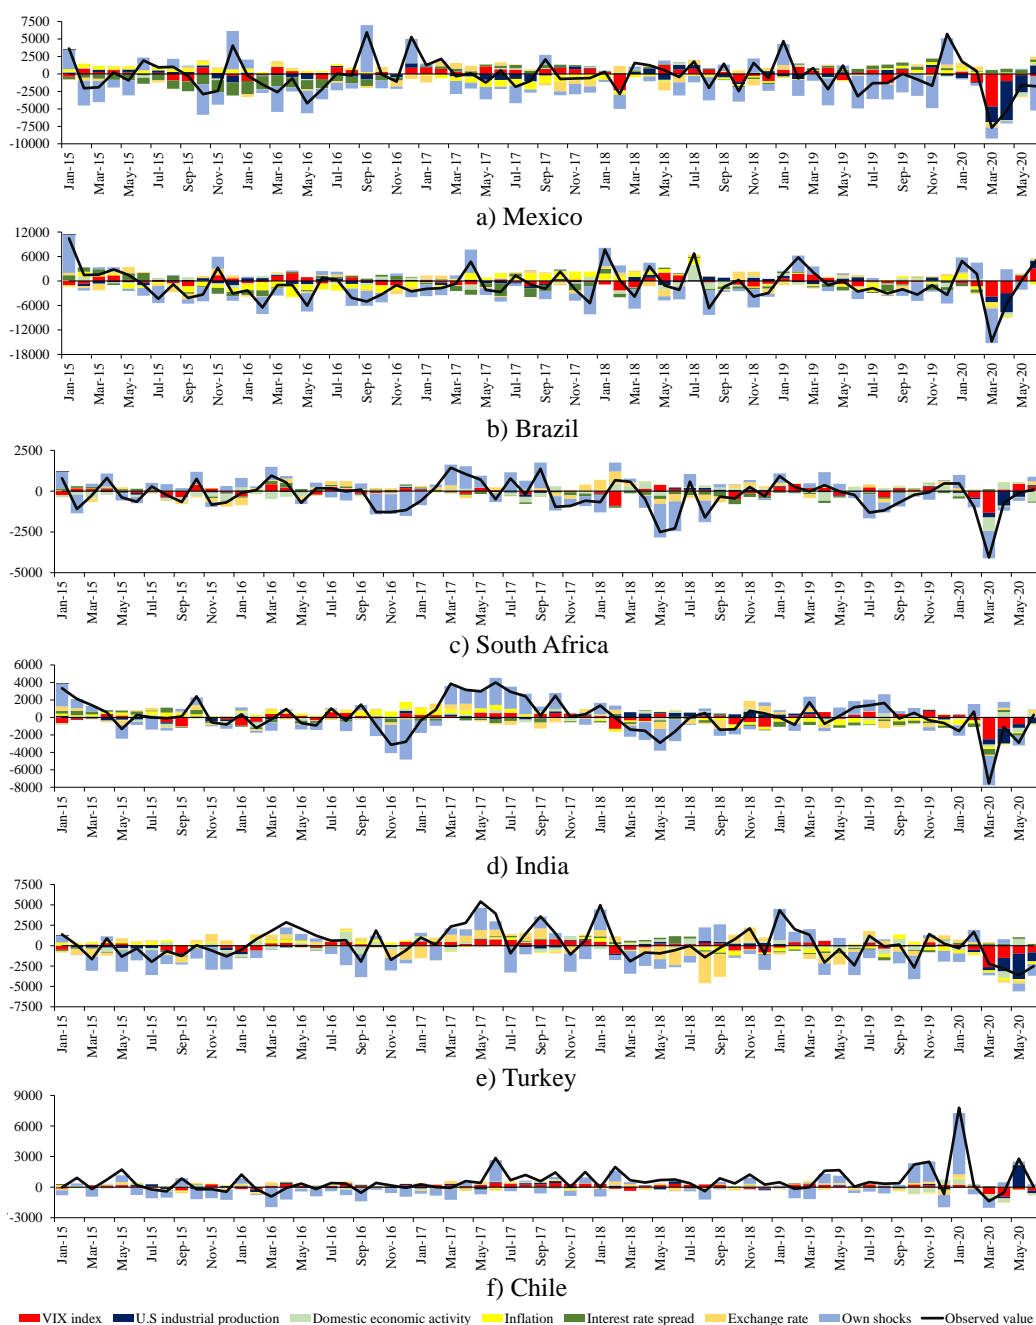 7500
5000
2500
0
-2500
-5000
-7500
-10000
Jan-15 Mar-15 May-15 Jul-15 Sep-15 Nov-15 Jan-16 Mar-16 May-16 Jul-16 Sep-16 Nov-16 Jan-17 Mar-17 May-17 Jul-17 Sep-17 Nov-17 Jan-18 Mar-18 May-18 Jul-18 Sep-18 Nov-18 Jan-19 Mar-19 May-19 Jul-19 Sep-19 Nov-19 Jan-20 Mar-20 May-20
a) Mexico
12000
6000
0
-6000
-12000
-18000
Jan-15 Mar-15 May-15 Jul-15 Sep-15 Nov-15 Jan-16 Mar-16 May-16 Jul-16 Sep-16 Nov-16 Jan-17 Mar-17 May-17 Jul-17 Sep-17 Nov-17 Jan-18 Mar-18 May-18 Jul-18 Sep-18 Nov-18 Jan-19 Mar-19 May-19 Jul-19 Sep-19 Nov-19 Jan-20 Mar-20 May-20
b) Brazil
2500
0
-2500
-5000
Jan-15 Mar-15 May-15 Jul-15 Sep-15 Nov-15 Jan-16 Mar-16 May-16 Jul-16 Sep-16 Nov-16 Jan-17 Mar-17 May-17 Jul-17 Sep-17 Nov-17 Jan-18 Mar-18 May-18 Jul-18 Sep-18 Nov-18 Jan-19 Mar-19 May-19 Jul-19 Sep-19 Nov-19 Jan-20 Mar-20 May-20
c) South Africa
6000
4000
2000
0
-2000
-4000
-6000
-8000
Jan-15 Mar-15 May-15 Jul-15 Sep-15 Nov-15 Jan-16 Mar-16 May-16 Jul-16 Sep-16 Nov-16 Jan-17 Mar-17 May-17 Jul-17 Sep-17 Nov-17 Jan-18 Mar-18 May-18 Jul-18 Sep-18 Nov-18 Jan-19 Mar-19 May-19 Jul-19 Sep-19 Nov-19 Jan-20 Mar-20 May-20
d) India
7500
5000
2500
0
-2500
-5000
-7500
Jan-15 Mar-15 May-15 Jul-15 Sep-15 Nov-15 Jan-16 Mar-16 May-16 Jul-16 Sep-16 Nov-16 Jan-17 Mar-17 May-17 Jul-17 Sep-17 Nov-17 Jan-18 Mar-18 May-18 Jul-18 Sep-18 Nov-18 Jan-19 Mar-19 May-19 Jul-19 Sep-19 Nov-19 Jan-20 Mar-20 May-20
e) Turkey
9000
6000
3000
0
-3000
Jan-15 Mar-15 May-15 Jul-15 Sep-15 Nov-15 Jan-16 Mar-16 May-16 Jul-16 Sep-16 Nov-16 Jan-17 Mar-17 May-17 Jul-17 Sep-17 Nov-17 Jan-18 Mar-18 May-18 Jul-18 Sep-18 Nov-18 Jan-19 Mar-19 May-19 Jul-19 Sep-19 Nov-19 Jan-20 Mar-20 May-20
f) Chile
VIX index U.S industrial production Domestic economic activity Inflation Interest rate spread Exchange rate Own shocks Observed value